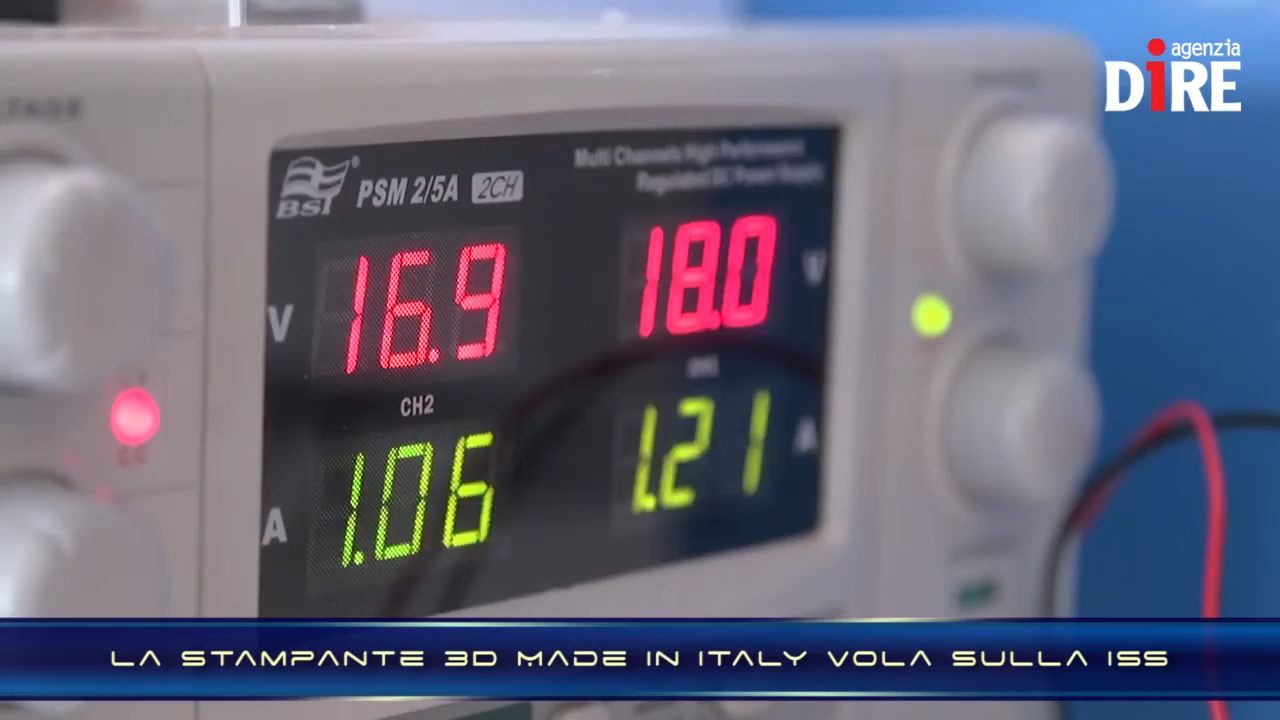 agenzia
DiRE
BSI®
PSM 2/5A 2CH
Multi Channels High Performance
Regulated DC Power Supply
16.9
V
18.0
V
CH2
A
1.06
1.21
A
LA STAMPANTE 3D MADE IN ITALY VOLA SULLA ISS